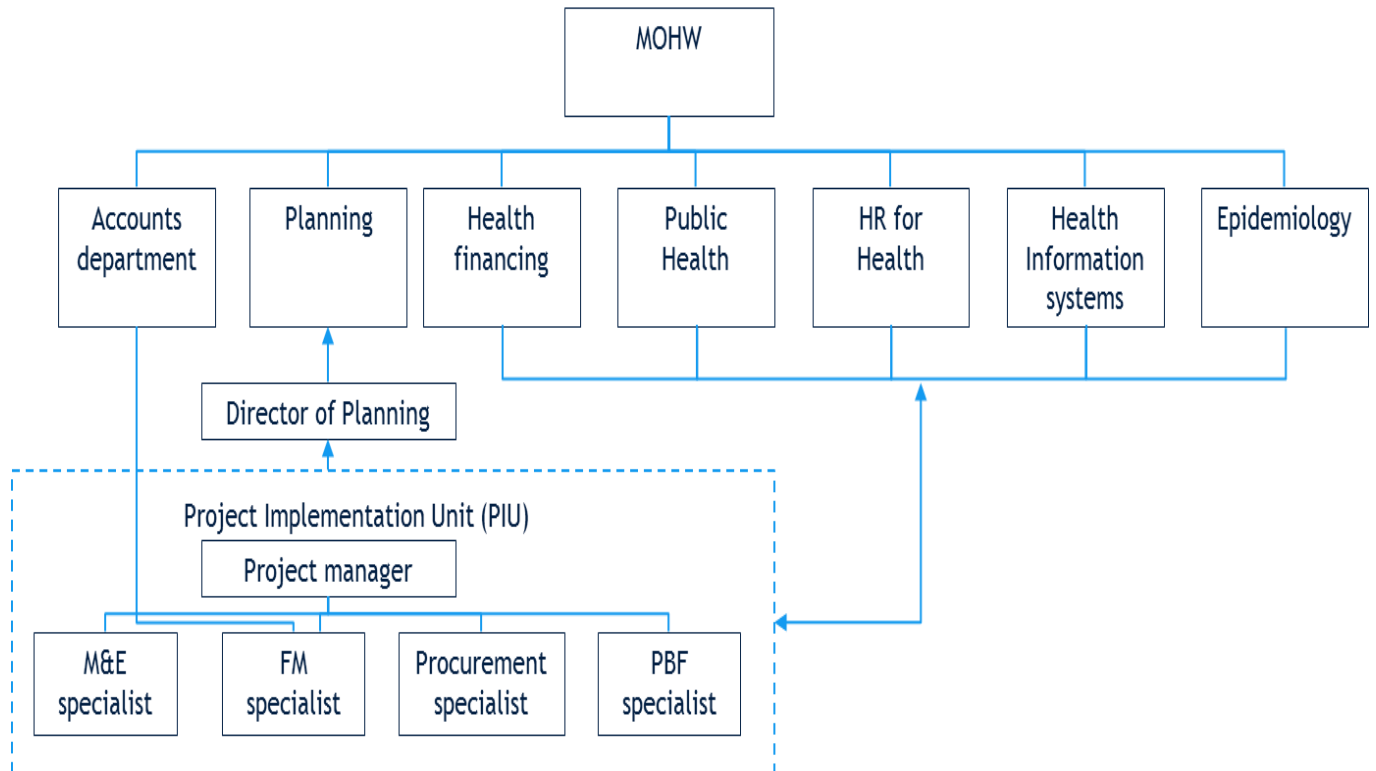 MOHW
Accounts
department
Planning
Health
financing
Public
Health
HR for
Health
Health
Information
systems
Epidemiology
Director of Planning
Project Implementation Unit (PIU)
Project manager
M&E
specialist
FM
specialist
Procurement
specialist
PBF
specialist